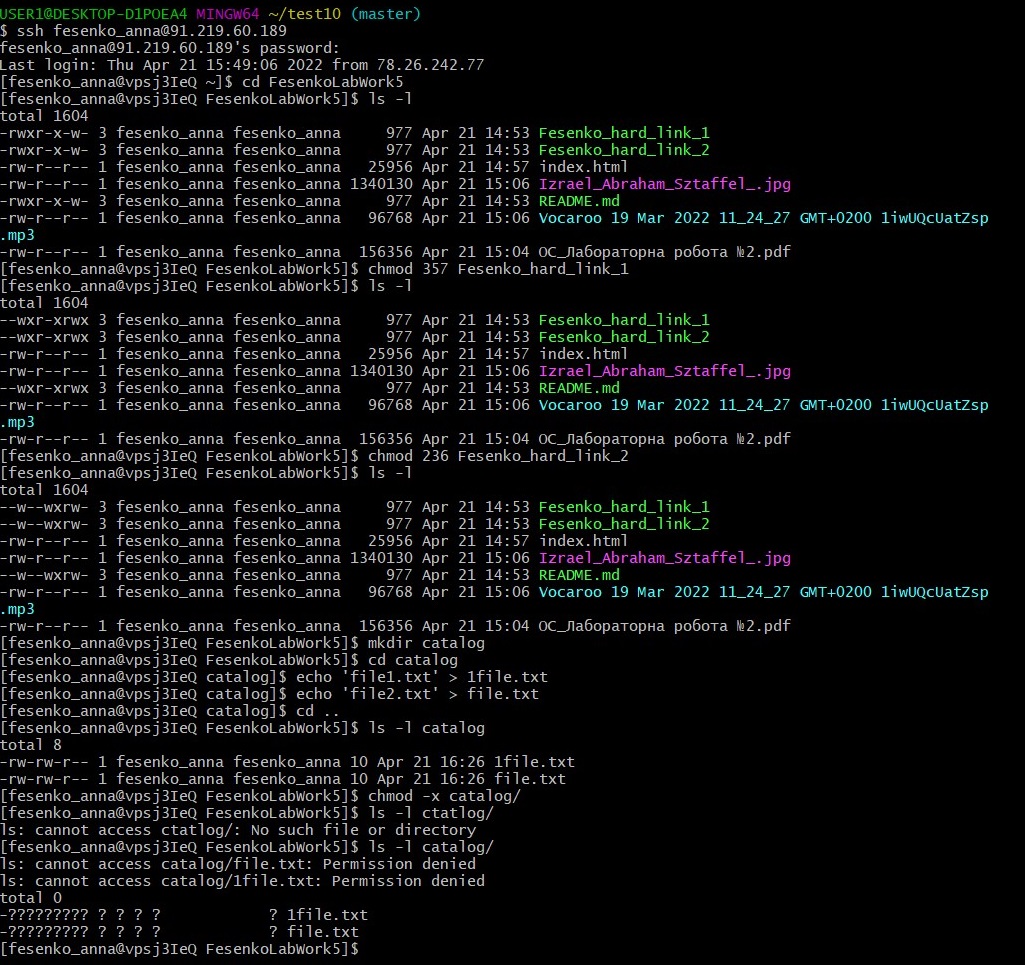 USER1@DESKTOP-D1POEA4 MINGW64 ~/test10 (master)
$ ssh fesenko_anna@91.219.60.189
fesenko_anna@91.219.60.189's password:
Last login: Thu Apr 21 15:49:06 2022 from 78.26.242.77
[fesenko_anna@vpsj3IeQ ~]$ cd FesenkoLabWork5
[fesenko_anna@vpsj3IeQ FesenkoLabWork5]$ ls -l
total 1604
-rwxr-x-w- 3 fesenko_anna fesenko_anna     977 Apr 21 14:53 Fesenko_hard_link_1
-rwxr-x-w- 3 fesenko_anna fesenko_anna     977 Apr 21 14:53 Fesenko_hard_link_2
-rw-r--r-- 1 fesenko_anna fesenko_anna   25956 Apr 21 14:57 index.html
-rw-r--r-- 1 fesenko_anna fesenko_anna 1340130 Apr 21 15:06 Izrael_Abraham_Sztaffel_.jpg
-rwxr-x-w- 3 fesenko_anna fesenko_anna     977 Apr 21 14:53 README.md
-rw-r--r-- 1 fesenko_anna fesenko_anna   96768 Apr 21 15:06 Vocaroo 19 Mar 2022 11_24_27 GMT+0200 1iwUQcUatZsp
.mp3
-rw-r--r-- 1 fesenko_anna fesenko_anna  156356 Apr 21 15:04 ОС_Лабораторна робота №2.pdf
[fesenko_anna@vpsj3IeQ FesenkoLabWork5]$ chmod 357 Fesenko_hard_link_1
[fesenko_anna@vpsj3IeQ FesenkoLabWork5]$ ls -l
total 1604
--wxr-xrwx 3 fesenko_anna fesenko_anna     977 Apr 21 14:53 Fesenko_hard_link_1
--wxr-xrwx 3 fesenko_anna fesenko_anna     977 Apr 21 14:53 Fesenko_hard_link_2
-rw-r--r-- 1 fesenko_anna fesenko_anna   25956 Apr 21 14:57 index.html
-rw-r--r-- 1 fesenko_anna fesenko_anna 1340130 Apr 21 15:06 Izrael_Abraham_Sztaffel_.jpg
--wxr-xrwx 3 fesenko_anna fesenko_anna     977 Apr 21 14:53 README.md
-rw-r--r-- 1 fesenko_anna fesenko_anna   96768 Apr 21 15:06 Vocaroo 19 Mar 2022 11_24_27 GMT+0200 1iwUQcUatZsp
.mp3
-rw-r--r-- 1 fesenko_anna fesenko_anna  156356 Apr 21 15:04 ОС_Лабораторна робота №2.pdf
[fesenko_anna@vpsj3IeQ FesenkoLabWork5]$ chmod 236 Fesenko_hard_link_2
[fesenko_anna@vpsj3IeQ FesenkoLabWork5]$ ls -l
total 1604
--w--wxrw- 3 fesenko_anna fesenko_anna     977 Apr 21 14:53 Fesenko_hard_link_1
--w--wxrw- 3 fesenko_anna fesenko_anna     977 Apr 21 14:53 Fesenko_hard_link_2
-rw-r--r-- 1 fesenko_anna fesenko_anna   25956 Apr 21 14:57 index.html
-rw-r--r-- 1 fesenko_anna fesenko_anna 1340130 Apr 21 15:06 Izrael_Abraham_Sztaffel_.jpg
--w--wxrw- 3 fesenko_anna fesenko_anna     977 Apr 21 14:53 README.md
-rw-r--r-- 1 fesenko_anna fesenko_anna   96768 Apr 21 15:06 Vocaroo 19 Mar 2022 11_24_27 GMT+0200 1iwUQcUatZsp
.mp3
-rw-r--r-- 1 fesenko_anna fesenko_anna  156356 Apr 21 15:04 ОС_Лабораторна робота №2.pdf
[fesenko_anna@vpsj3IeQ FesenkoLabWork5]$ mkdir catalog
[fesenko_anna@vpsj3IeQ FesenkoLabWork5]$ cd catalog
[fesenko_anna@vpsj3IeQ catalog]$ echo 'file1.txt' > 1file.txt
[fesenko_anna@vpsj3IeQ catalog]$ echo 'file2.txt' > file.txt
[fesenko_anna@vpsj3IeQ catalog]$ cd ..
[fesenko_anna@vpsj3IeQ FesenkoLabWork5]$ ls -l catalog
total 8
-rw-rw-r-- 1 fesenko_anna fesenko_anna 10 Apr 21 16:26 1file.txt
-rw-rw-r-- 1 fesenko_anna fesenko_anna 10 Apr 21 16:26 file.txt
[fesenko_anna@vpsj3IeQ FesenkoLabWork5]$ chmod -x catalog/
[fesenko_anna@vpsj3IeQ FesenkoLabWork5]$ ls -l ctatlog/
ls: cannot access ctatlog/: No such file or directory
[fesenko_anna@vpsj3IeQ FesenkoLabWork5]$ ls -l catalog/
ls: cannot access catalog/file.txt: Permission denied
ls: cannot access catalog/1file.txt: Permission denied
total 0
-????????? ? ? ? ?            ? 1file.txt
-????????? ? ? ? ?            ? file.txt
[fesenko_anna@vpsj3IeQ FesenkoLabWork5]$